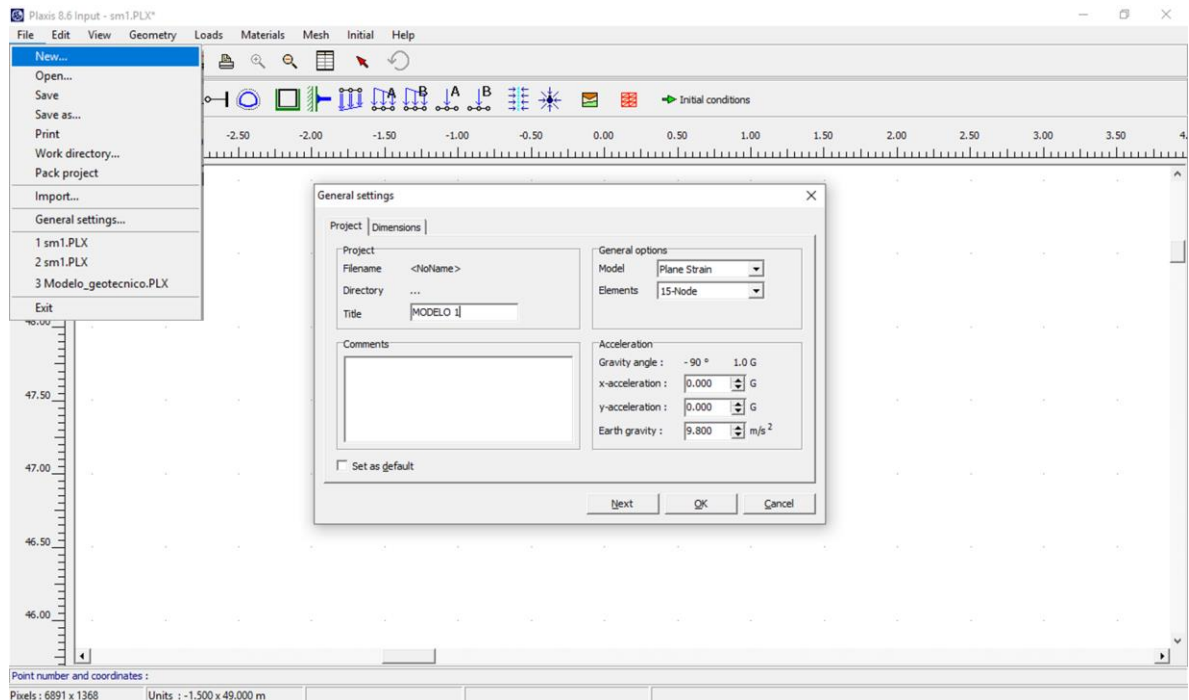 Plaxis 8.6 Input - sm1.PLX*
File Edit View Geometry Loads Materials Mesh Initial Help
New...
Open...
Save
Save as...
Print
Work directory...
Pack project
Import...
General settings...
1 sm1.PLX
2 sm1.PLX
3 Modelo_geotecnico.PLX
Exit
A B A B
Initial conditions
-2.50 -2.00 -1.50 -1.00 -0.50 0.00 0.50 1.00 1.50 2.00 2.50 3.00 3.50 4.
48.00
47.50
47.00
46.50
46.00
General settings
Project Dimensions
Project
Filename <NoName>
Directory ...
Title MODELO 1
Comments
Set as default
General options
Model Plane Strain
Elements 15-Node
Acceleration
Gravity angle : - 90 ° 1.0 G
x-acceleration : 0.000 G
y-acceleration : 0.000 G
Earth gravity : 9.800 m/s 2
Next OK Cancel
Point number and coordinates :
Pixels : 6891 x 1368 Units : -1.500 x 49.000 m